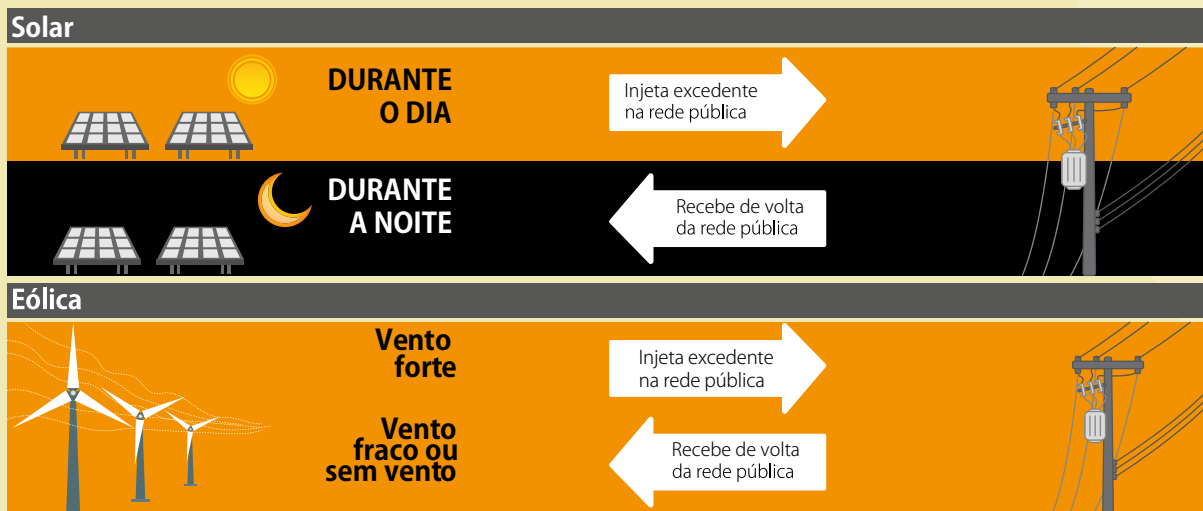 Solar
DURANTE
O DIA
Injeta excedente
na rede pública
DURANTE
A NOITE
Recebe de volta
da rede pública
Eólica
Vento
forte
Injeta excedente
na rede pública
Vento
fraco ou
sem vento
Recebe de volta
da rede pública